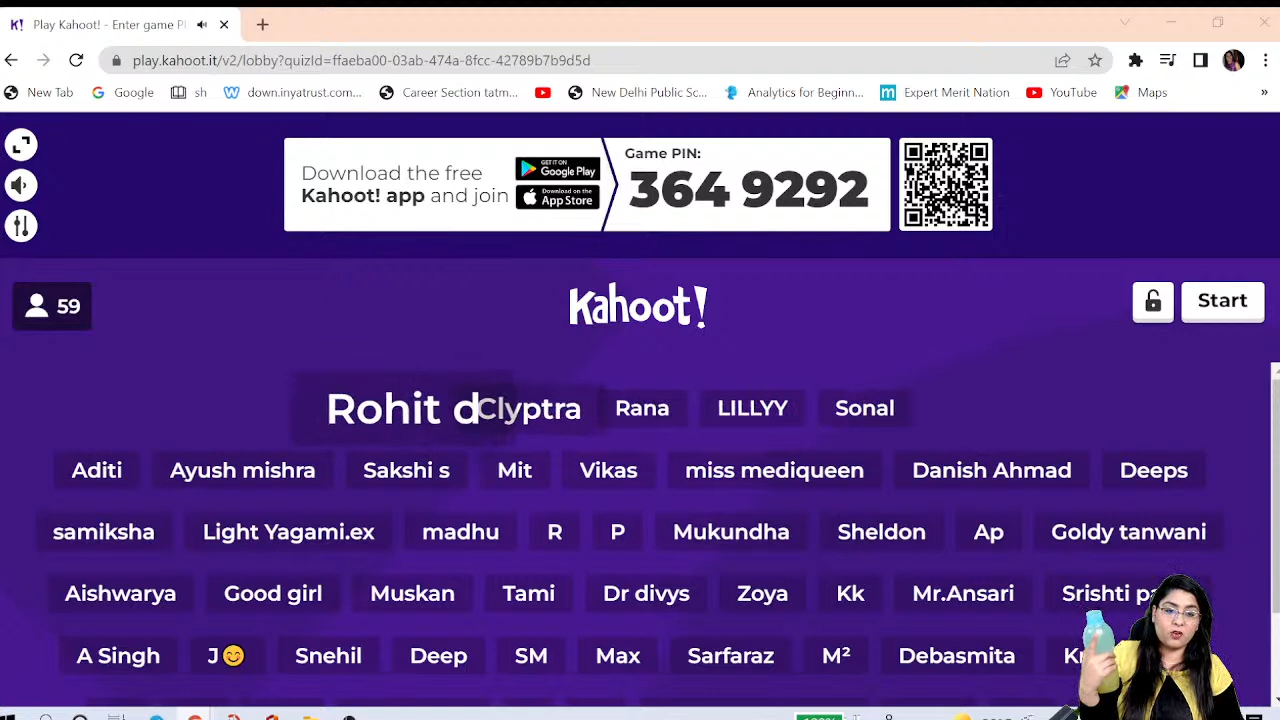 K! Play Kahoot! - Enter game P
play.kahoot.it/v2/lobby?quizId=ffaeba00-03ab-474a-9fcc-42789b7b9d5d
New Tab Google sh down.inyatrust.com... Career Section tatm... New Delhi Public Sc... Analytics for Beginn... m Expert Merit Nation YouTube Maps »
Download the free
Kahoot! app and join
GET IT ON
Google Play
Download on the
App Store
Game PIN:
364 9292
59
Kahoot!
Start
Rohit d Clyptra Rana LILLYY Sonal
Aditi Ayush mishra Sakshi s Mit Vikas miss mediqueen Danish Ahmad Deeps
samiksha Light Yagami.ex madhu R P Mukundha Sheldon Ap Goldy tanwani
Aishwarya Good girl Muskan Tami Dr divys Zoya Kk Mr.Ansari Srishti
A Singh J😊 Snehil Deep SM Max Sarfaraz M² Debasmita